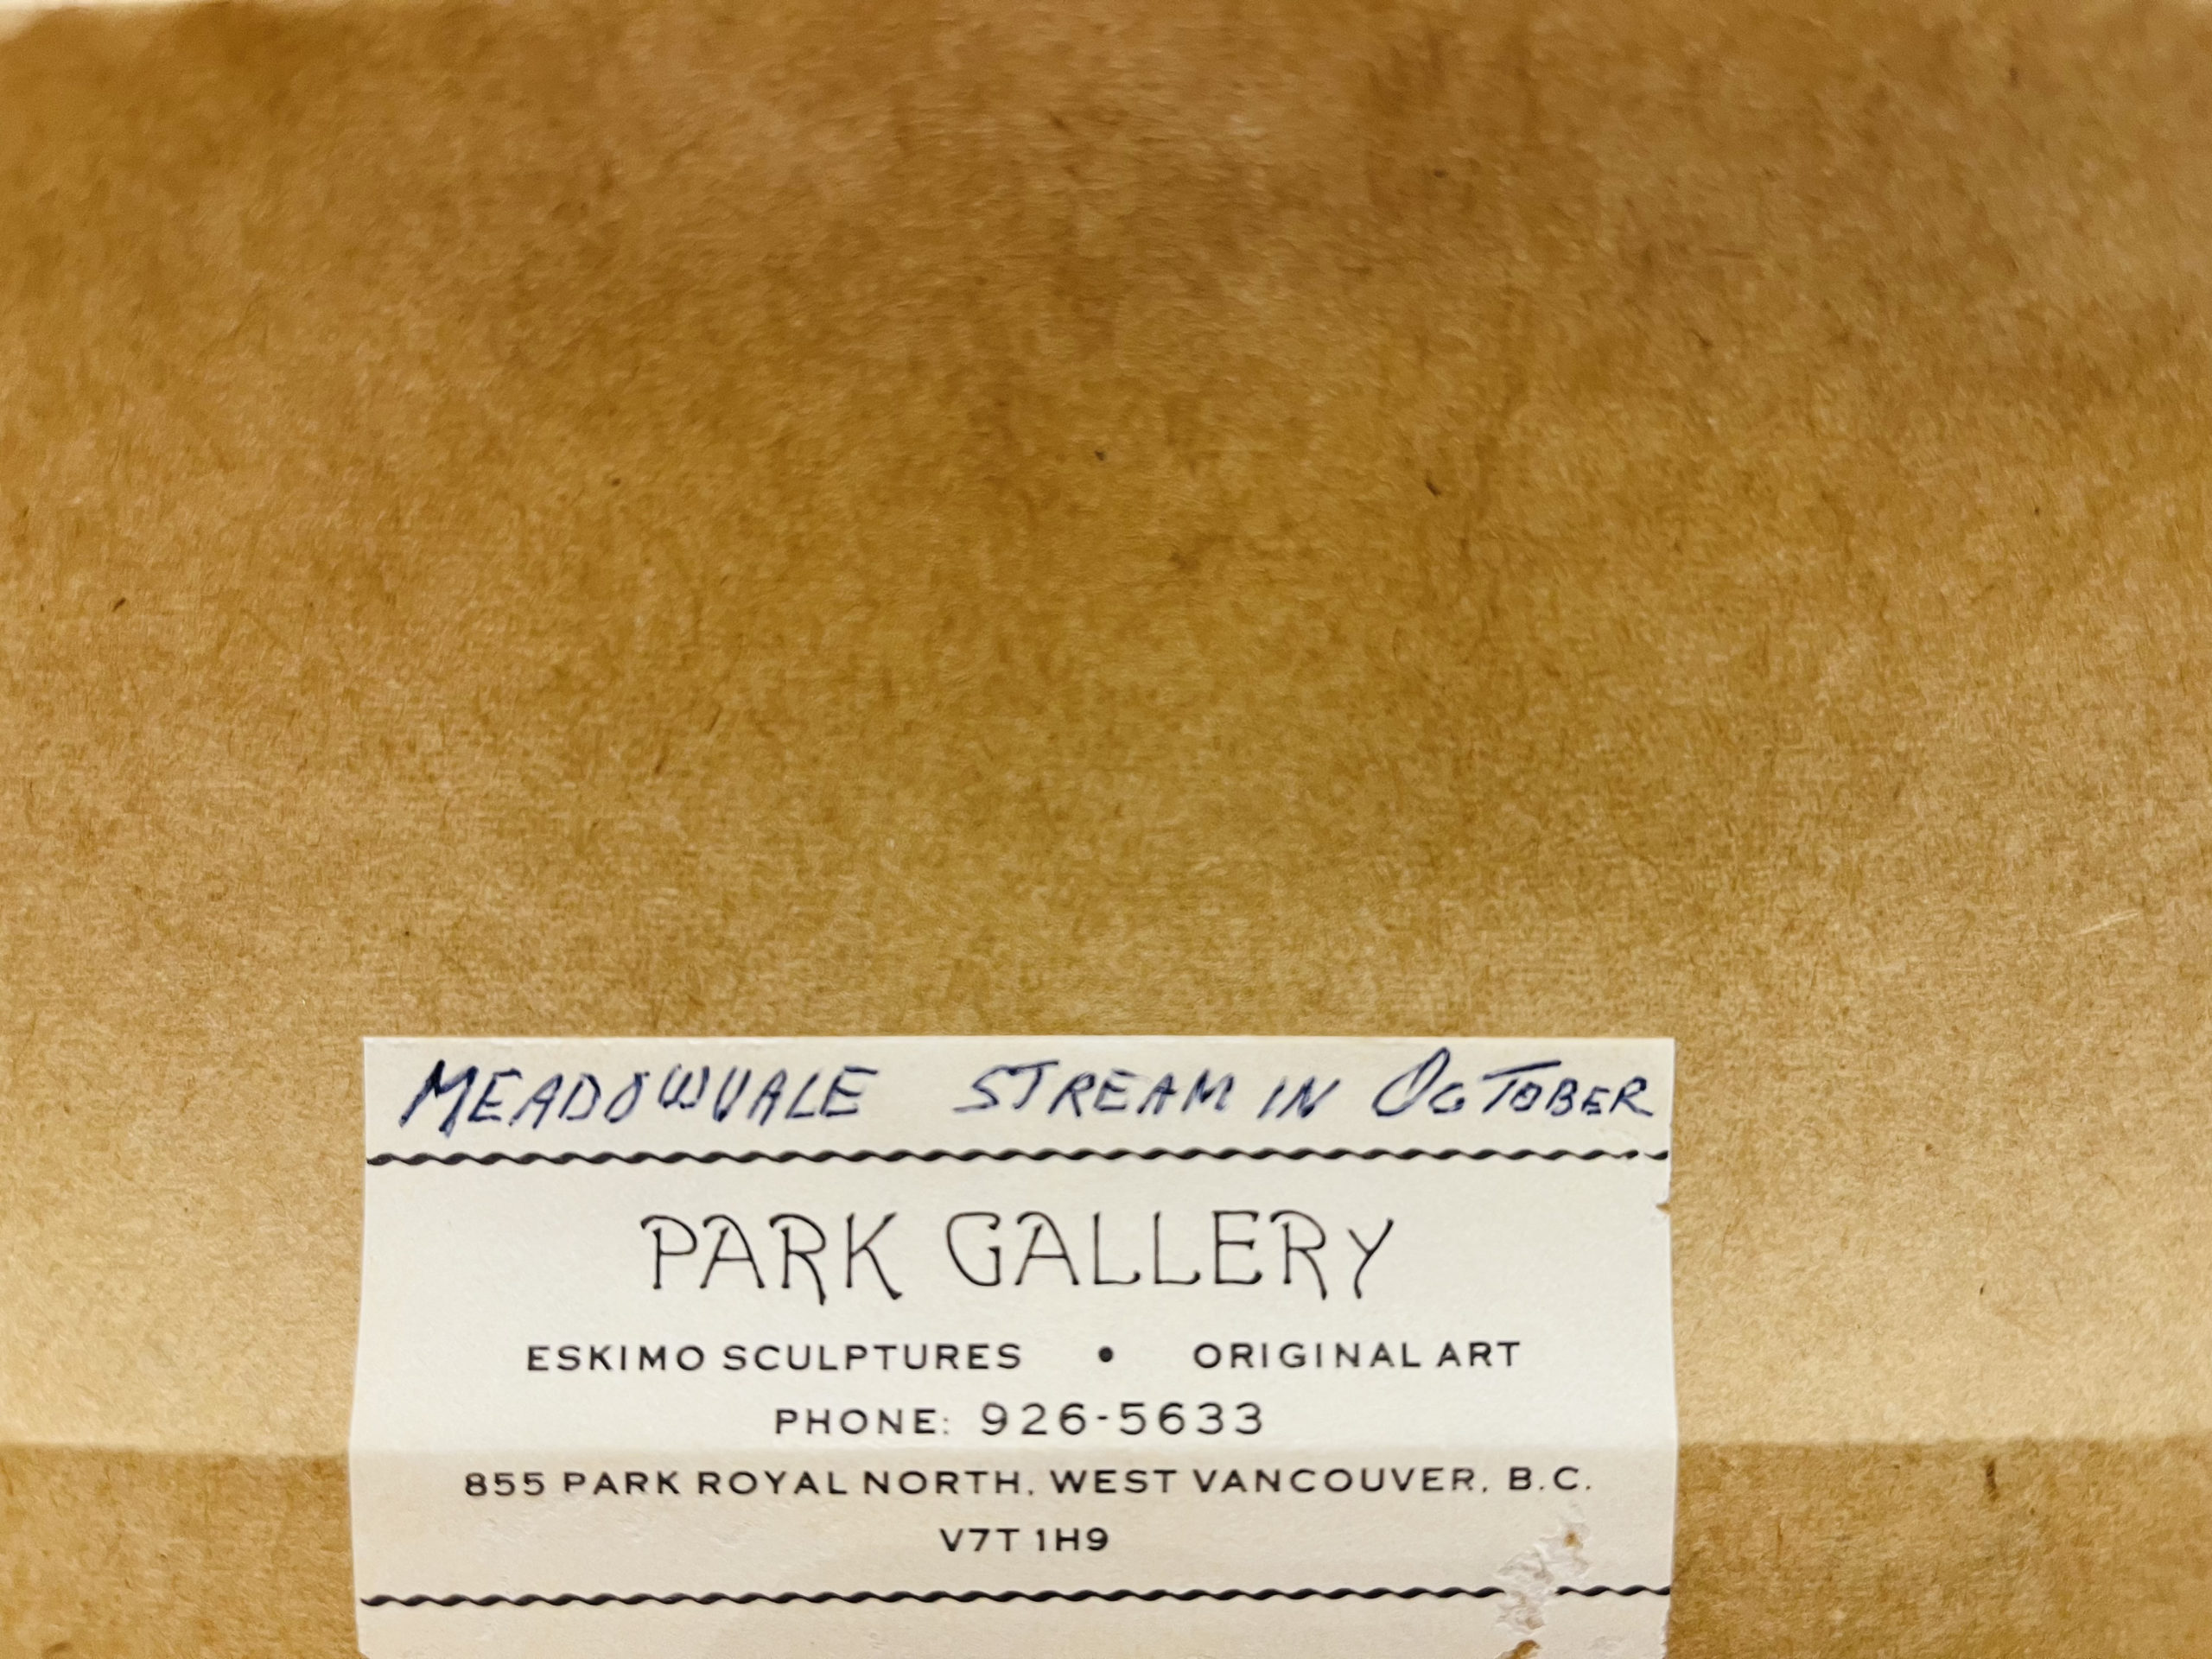 MEADOWVALE STREAM IN OCTOBER
PARK GALLERY
ESKIMO SCULPTURES • ORIGINAL ART
PHONE: 926-5633
855 PARK ROYAL NORTH, WEST VANCOUVER, B.C.
V7T 1H9